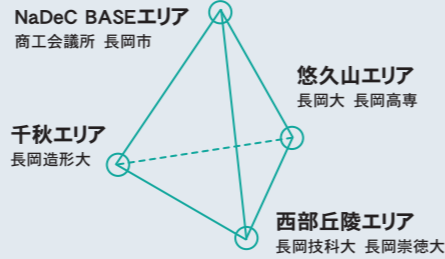 NaDeC BASEエリア
商工会議所 長岡市
悠久山エリア
長岡大 長岡高専
千秋エリア
長岡造形大
西部丘陵エリア
長岡技科大 長岡崇徳大